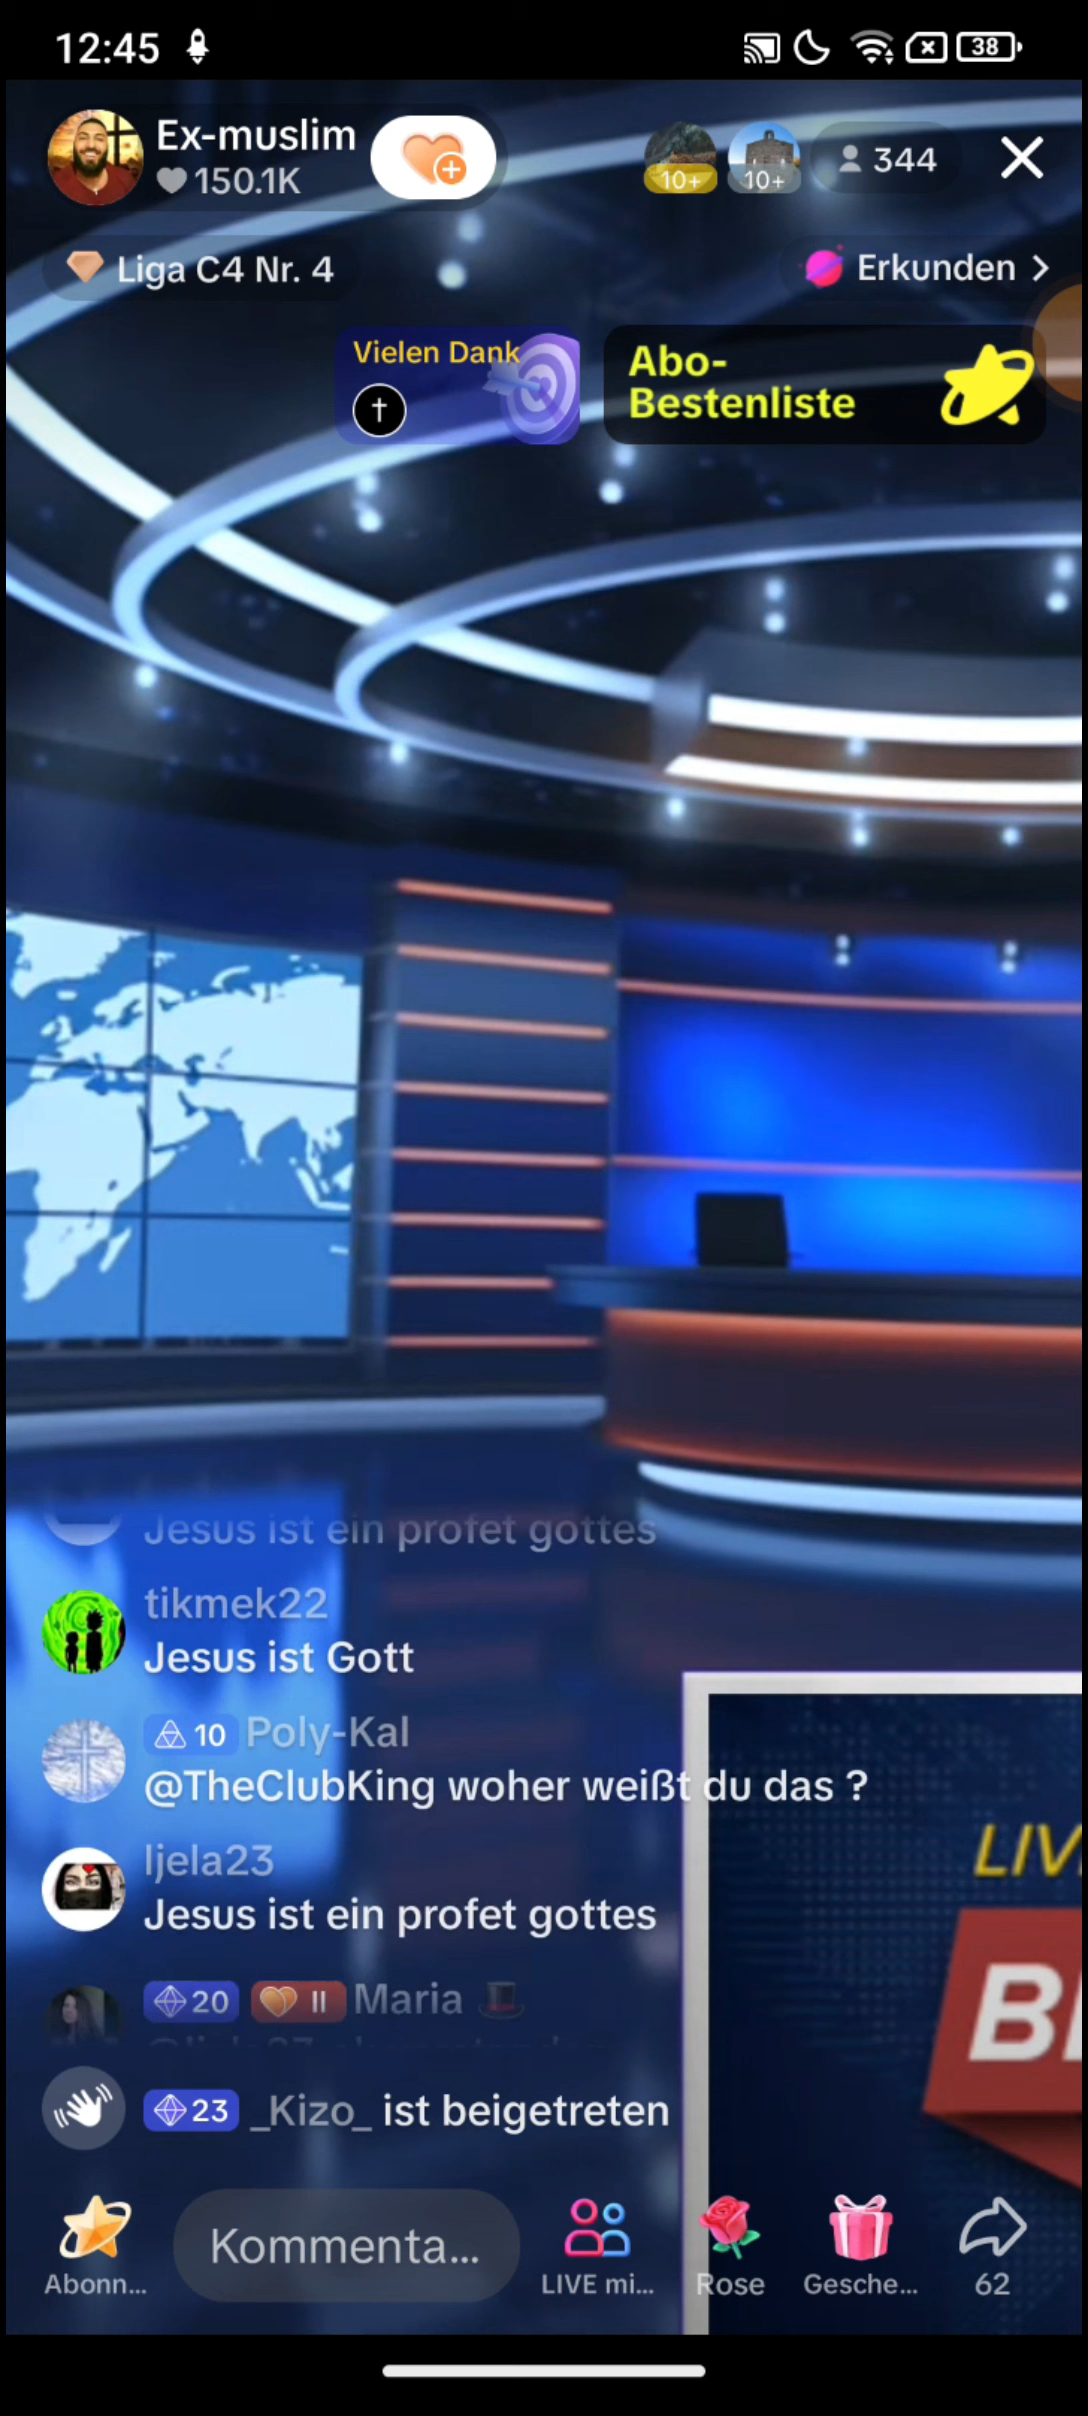 12:45
38
Ex-muslim
150.1K
10+
10+
344
Liga C4 Nr. 4
Erkunden >
Vielen Dank
Abo-
Bestenliste
Jesus ist ein profet gottes
tikmek22
Jesus ist Gott
10 Poly-Kal
@TheClubKing woher weißt du das ?
ljela23
Jesus ist ein profet gottes
20 II Maria
23 _Kizo_ ist beigetreten
LIV
Abonn...
Kommenta...
LIVE mi...
Rose
Gesche...
62